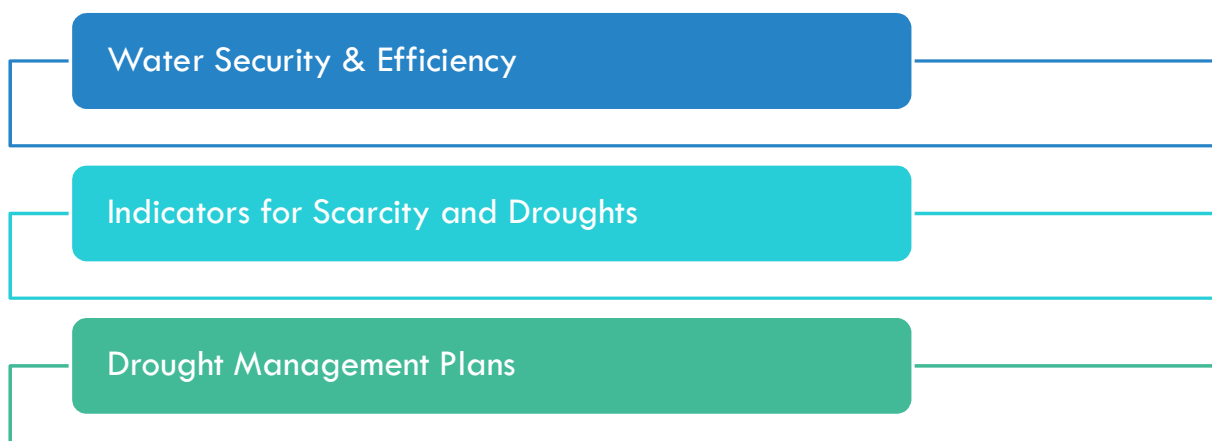 Water Security & Efficiency
Indicators for Scarcity and Droughts
Drought Management Plans